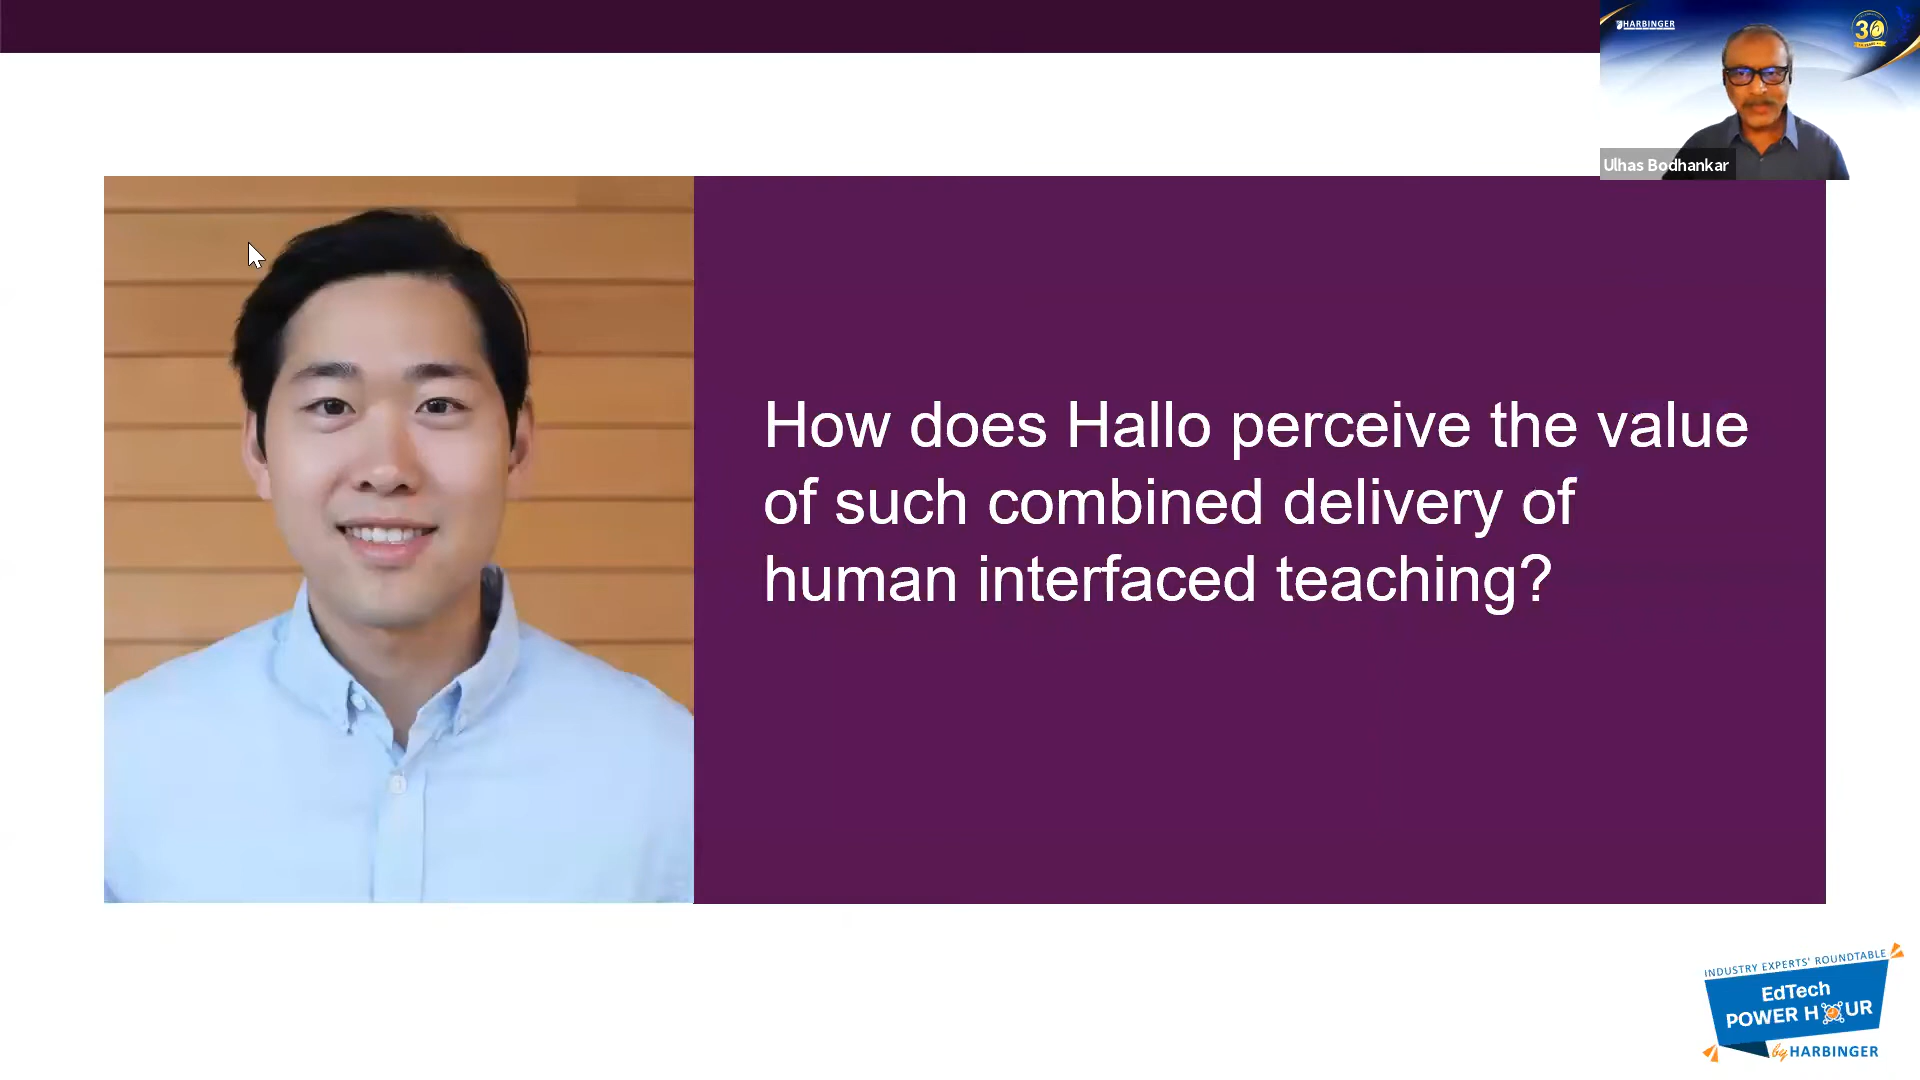 HARBINGER
30
Ulhas Bodhankar
How does Hallo perceive the value
of such combined delivery of
human interfaced teaching?
INDUSTRY EXPERTS' ROUNDTABLE
EdTech
POWER HOUR
by HARBINGER